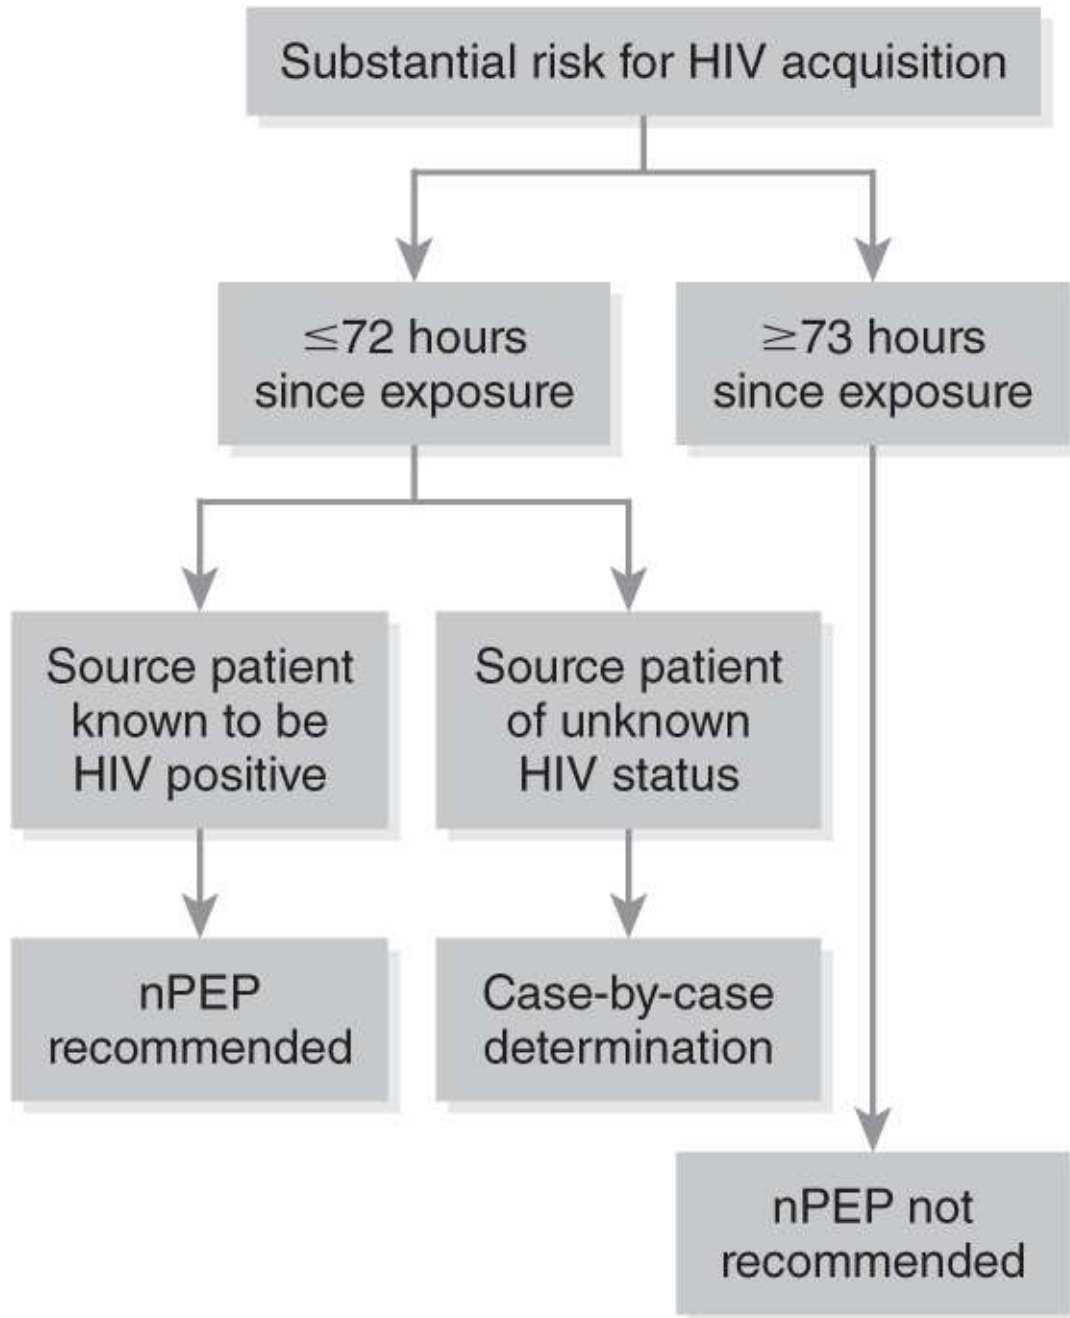 Substantial risk for HIV acquisition
≤72 hours
since exposure
≥73 hours
since exposure
Source patient
known to be
HIV positive
Source patient
of unknown
HIV status
nPEP
recommended
Case-by-case
determination
nPEP not
recommended